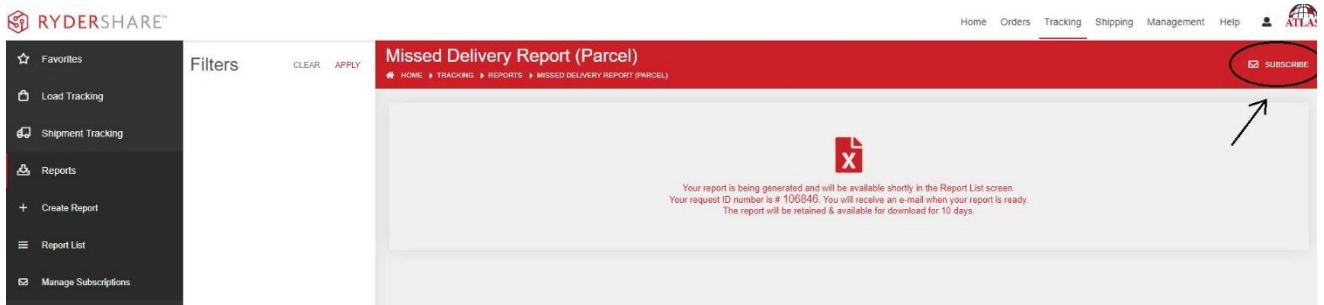 RYDERSHARE™
Home Orders Tracking Shipping Management Help
ATLAS
Favorites
Load Tracking
Shipment Tracking
Reports
Create Report
Report List
Manage Subscriptions
Filters
CLEAR APPLY
Missed Delivery Report (Parcel)
HOME TRACKING REPORTS MISSED DELIVERY REPORT (PARCEL)
SUBSCRIBE
X
Your report is being generated and will be available shortly in the Report List screen.
Your request ID number is # 106846. You will receive an e-mail when your report is ready.
The report will be retained & available for download for 10 days.